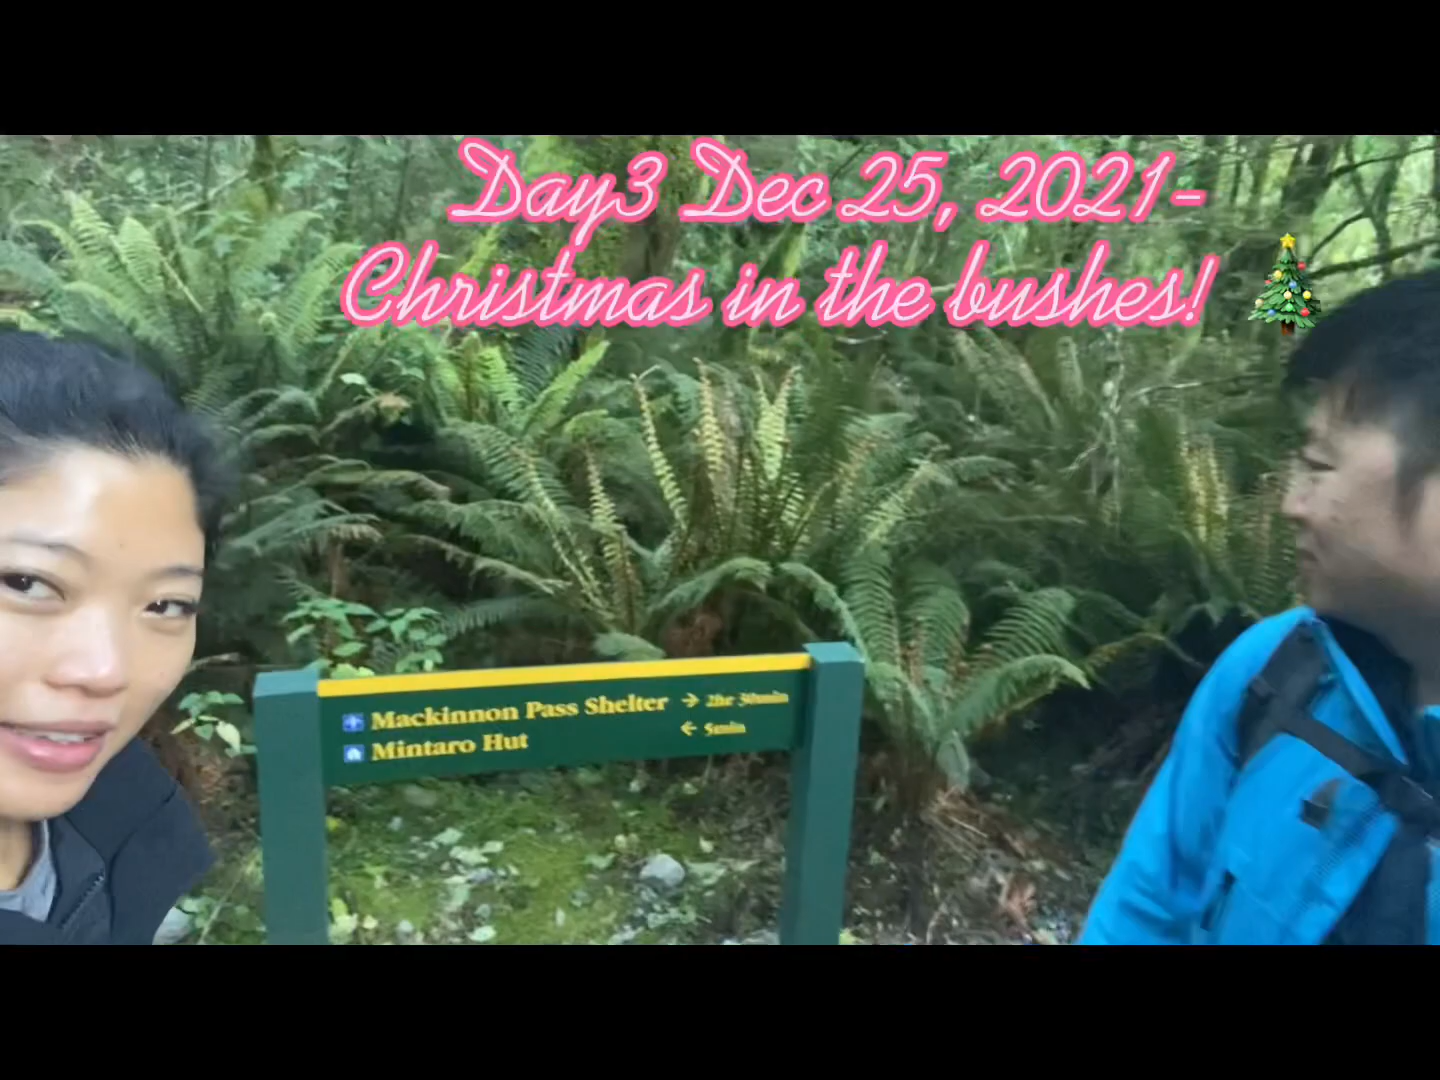 Day3 Dec 25, 2021-
Christmas in the bushes! 🎄
Mackinnon Pass Shelter → 2hr 30min
Mintaro Hut ← 5min